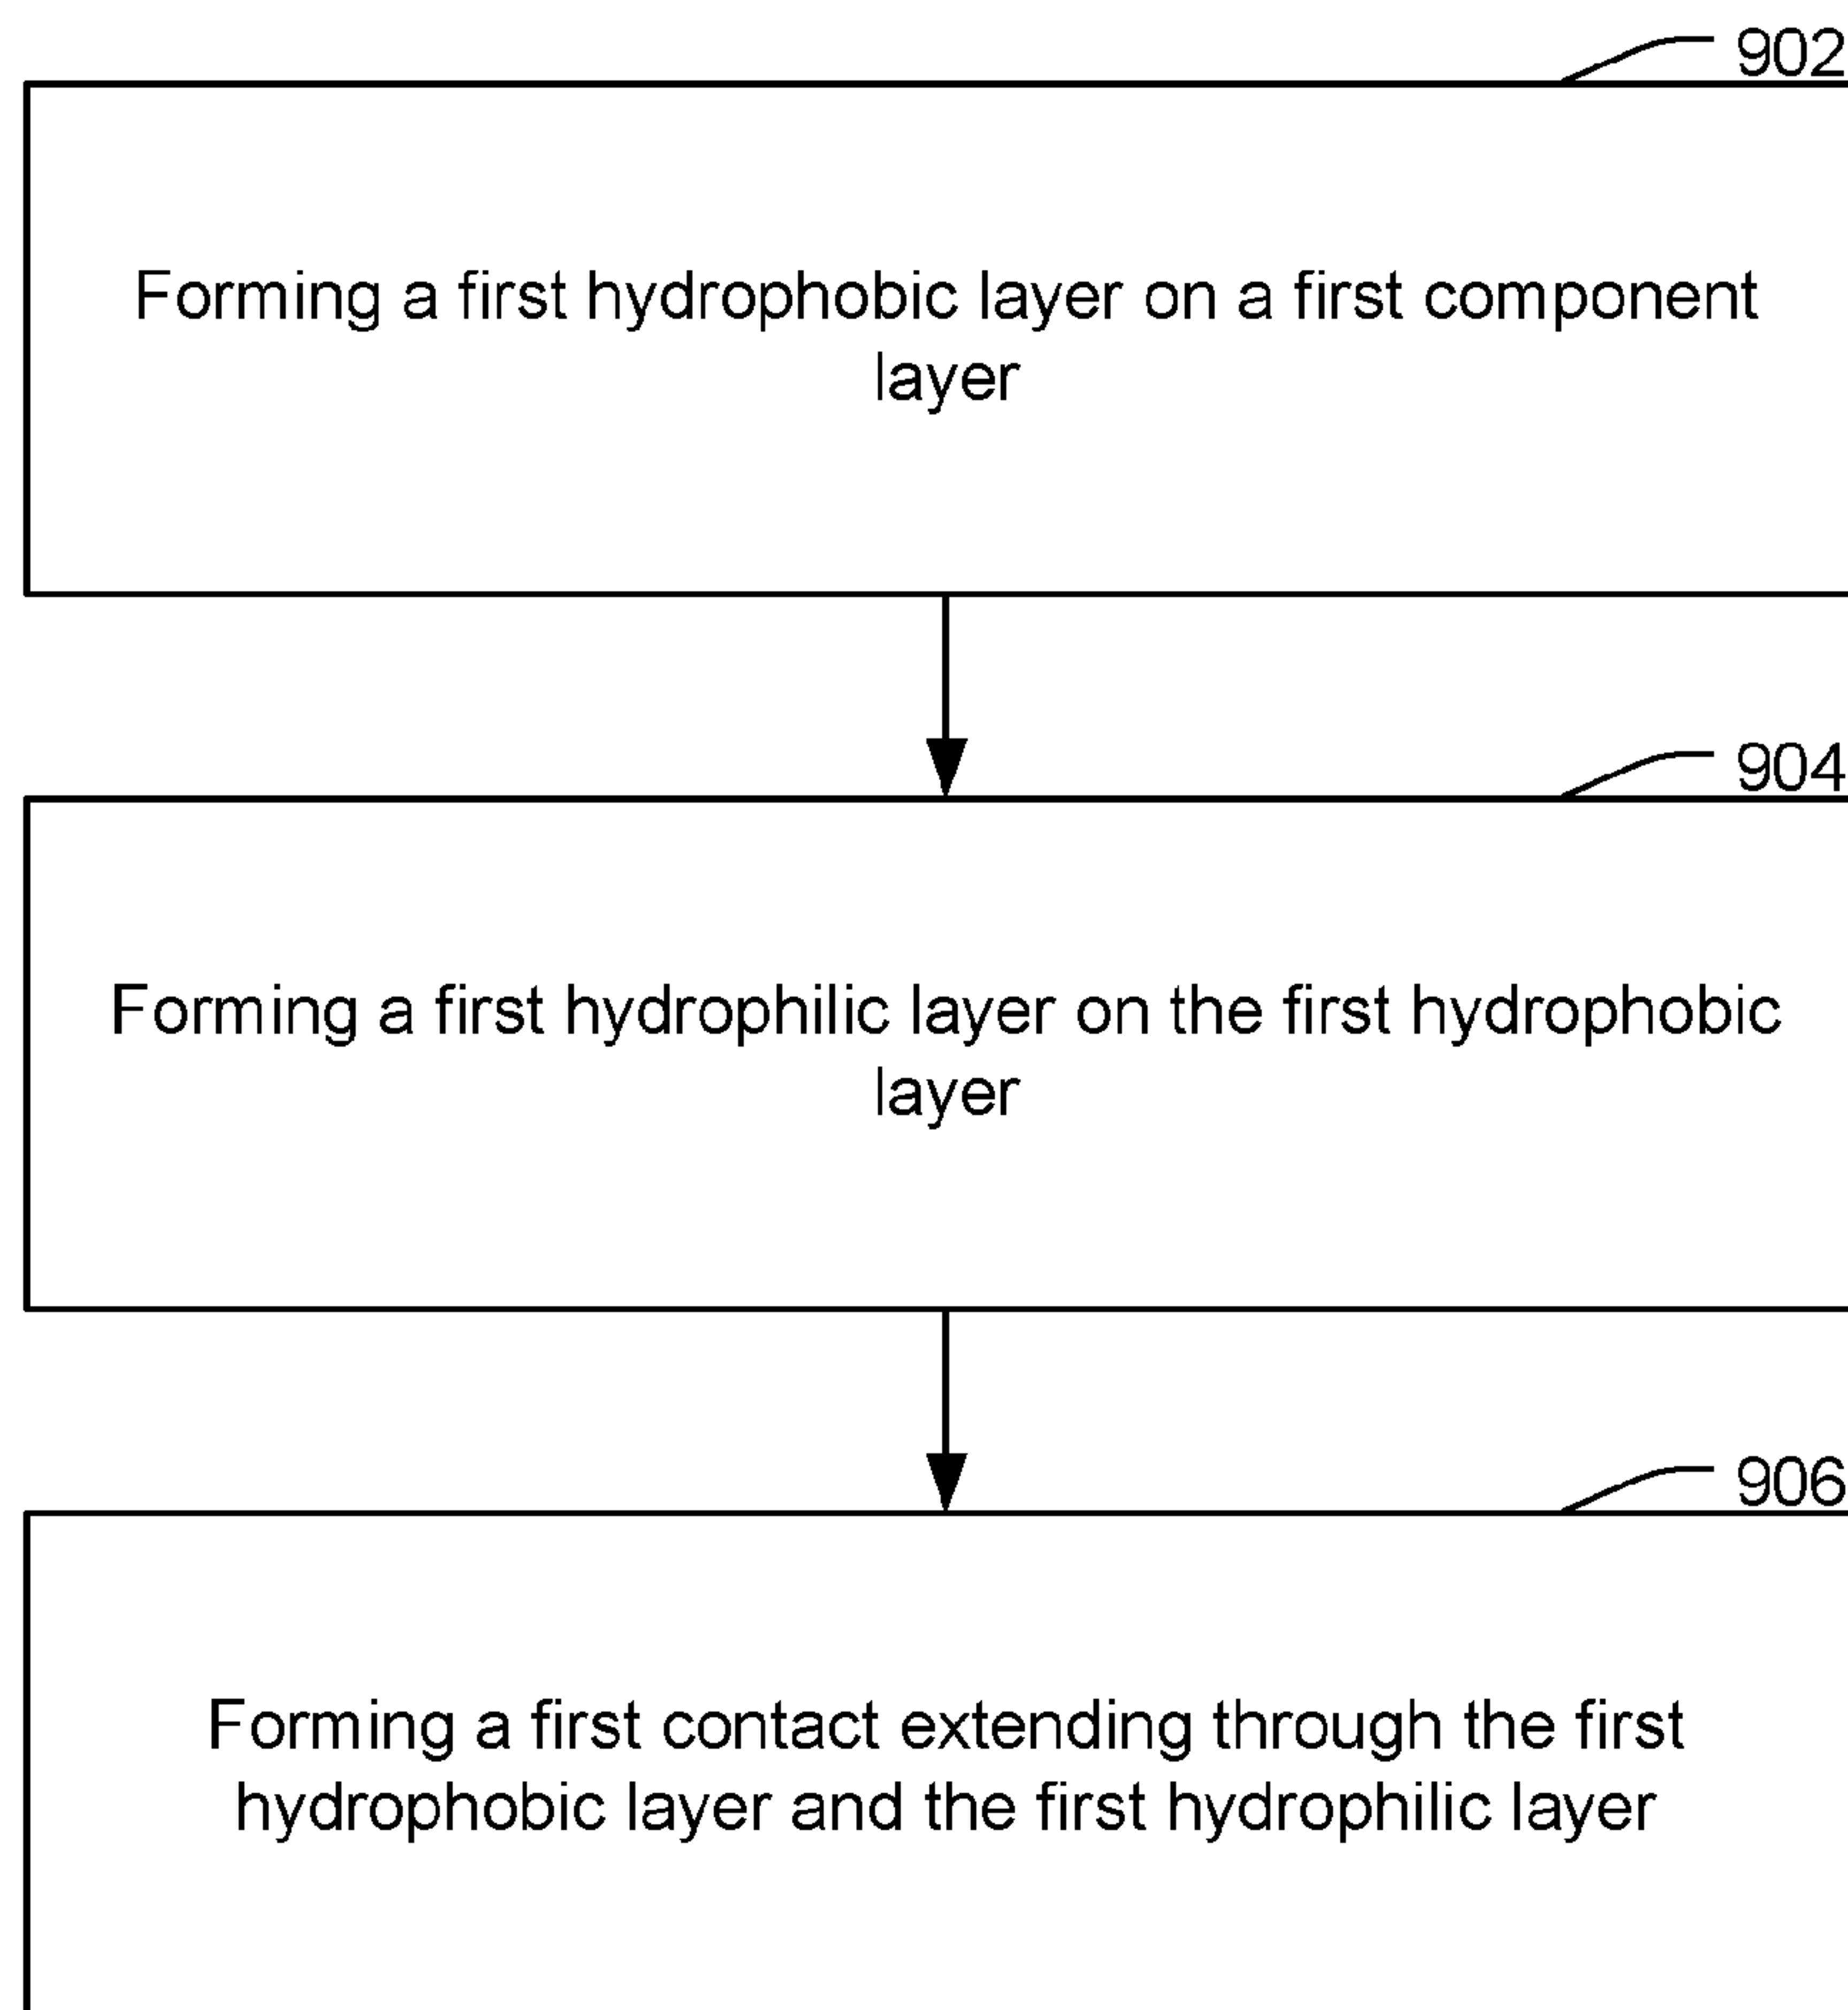 902
Forming a first hydrophobic layer on a first component
layer
904
Forming a first hydrophilic layer on the first hydrophobic
layer
906
Forming a first contact extending through the first
hydrophobic layer and the first hydrophilic layer